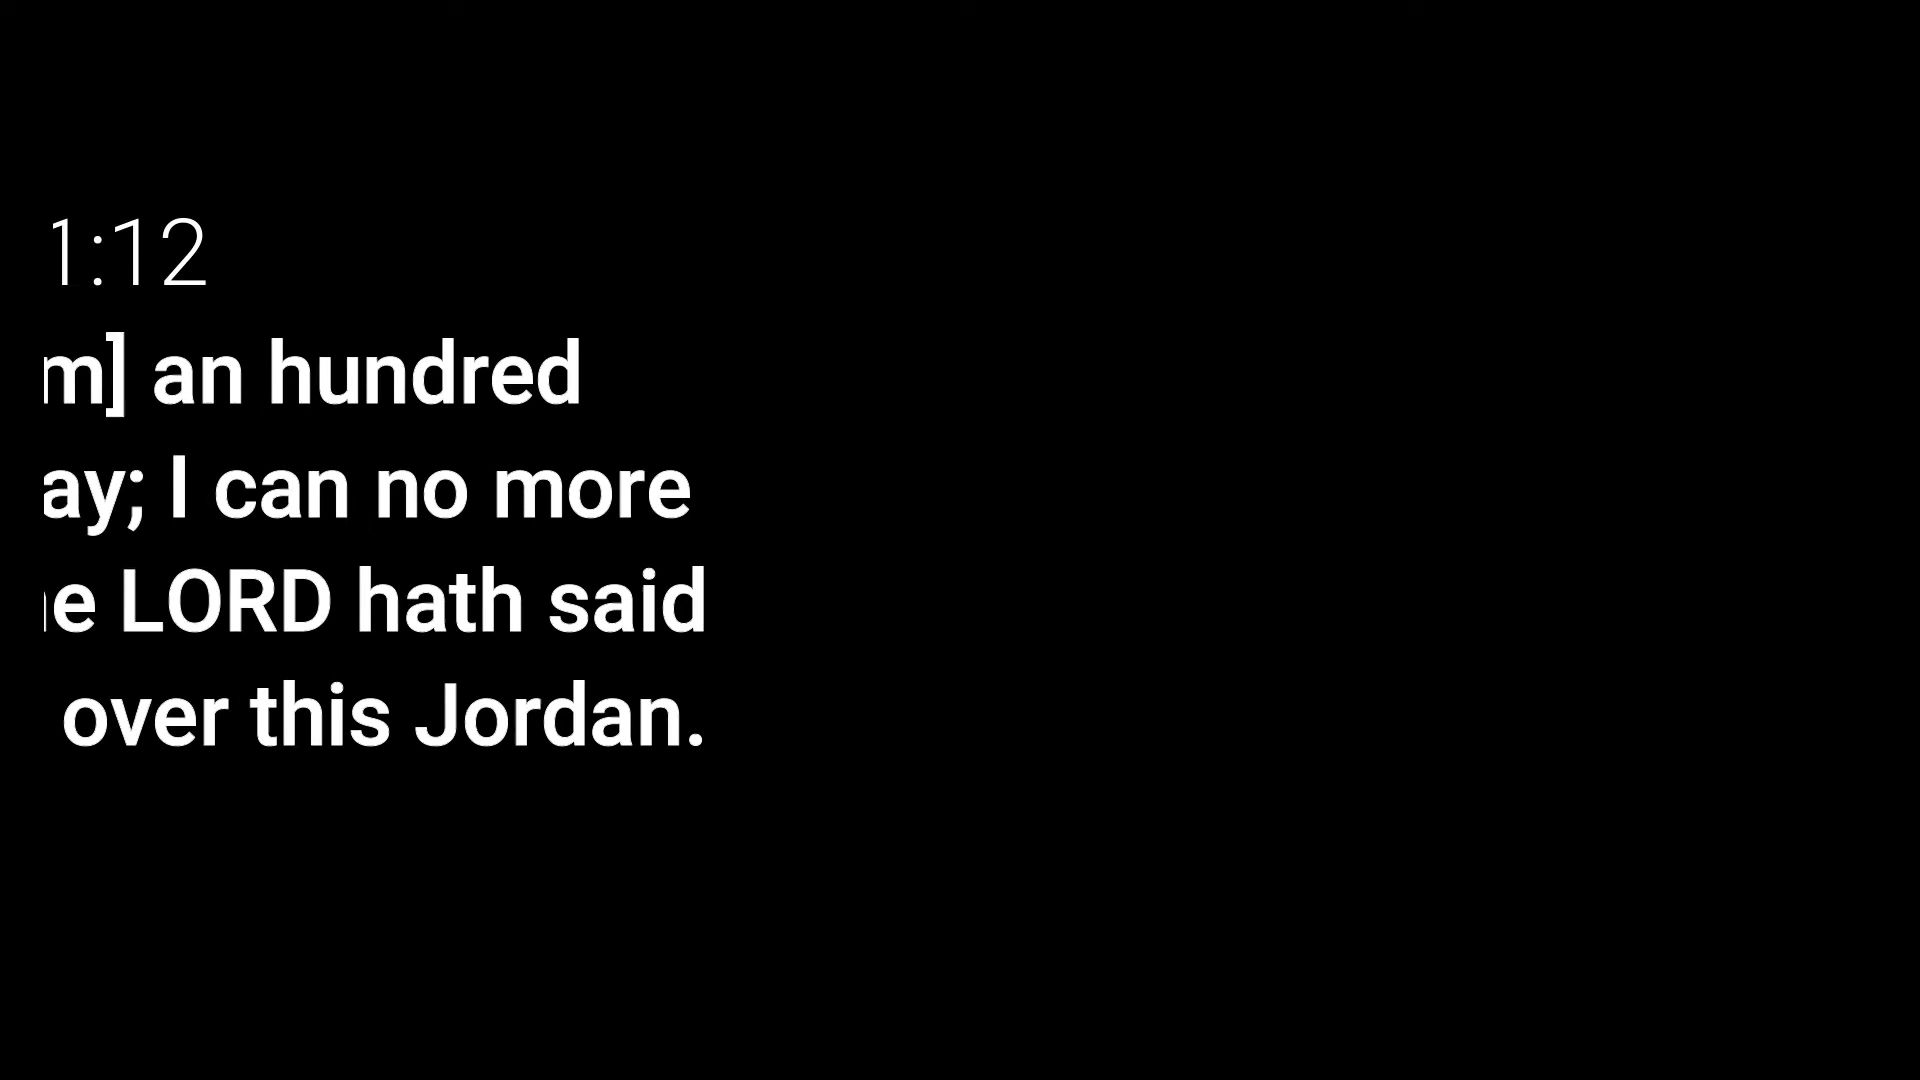 1:12
m] an hundred
ay; I can no more
e LORD hath said
over this Jordan.